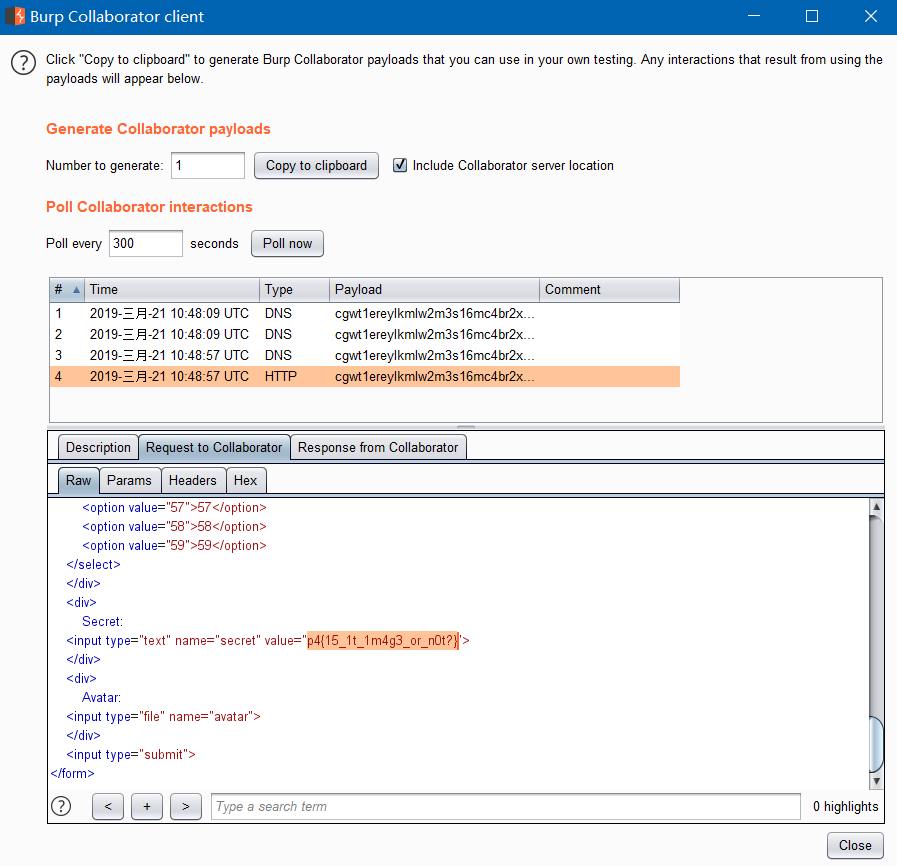 Burp Collaborator client
Click "Copy to clipboard" to generate Burp Collaborator payloads that you can use in your own testing. Any interactions that result from using the
payloads will appear below.
Generate Collaborator payloads
Number to generate: 1 Copy to clipboard Include Collaborator server location
Poll Collaborator interactions
Poll every 300 seconds Poll now
# Time Type Payload Comment
1 2019-三月-21 10:48:09 UTC DNS cgwt1ereylkmlw2m3s16mc4br2x...
2 2019-三月-21 10:48:09 UTC DNS cgwt1ereylkmlw2m3s16mc4br2x...
3 2019-三月-21 10:48:57 UTC DNS cgwt1ereylkmlw2m3s16mc4br2x...
4 2019-三月-21 10:48:57 UTC HTTP cgwt1ereylkmlw2m3s16mc4br2x...
Description Request to Collaborator Response from Collaborator
Raw Params Headers Hex
<option value="57">57</option>
<option value="58">58</option>
<option value="59">59</option>
</select>
</div>
<div>
Secret:
<input type="text" name="secret" value="p4{15_1t_1m4g3_or_n0t?}">
</div>
<div>
Avatar:
<input type="file" name="avatar">
</div>
<input type="submit">
</form>
? < + > Type a search term 0 highlights
Close